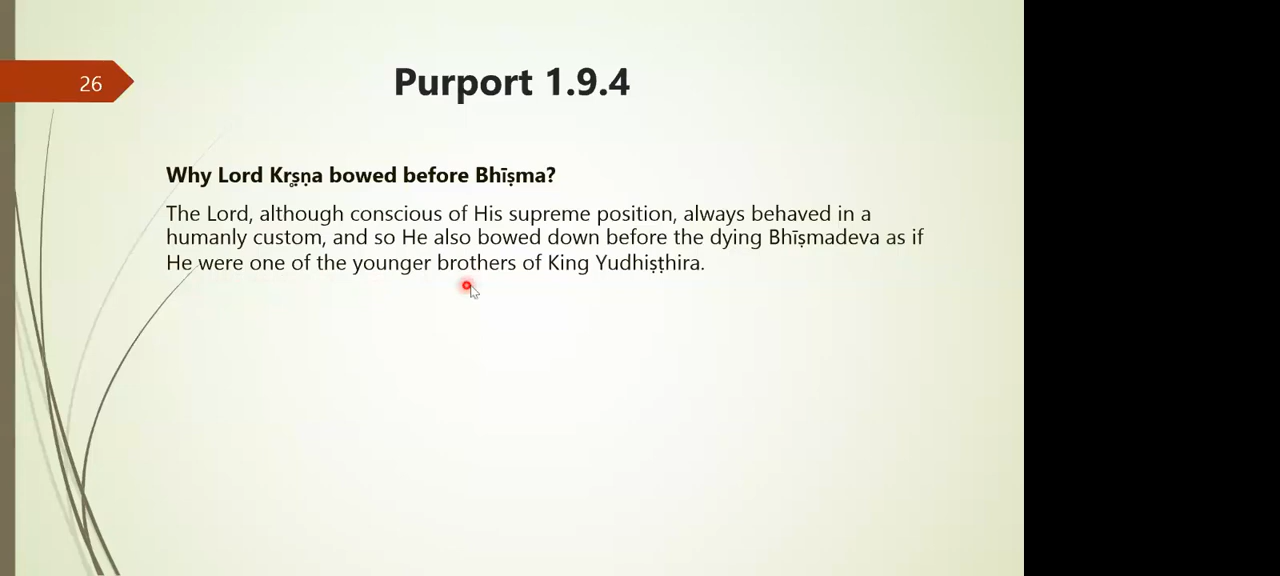 26
Purport 1.9.4
Why Lord Kṛṣṇa bowed before Bhīṣma?
The Lord, although conscious of His supreme position, always behaved in a
humanly custom, and so He also bowed down before the dying Bhīṣmadeva as if
He were one of the younger brothers of King Yudhiṣṭhira.